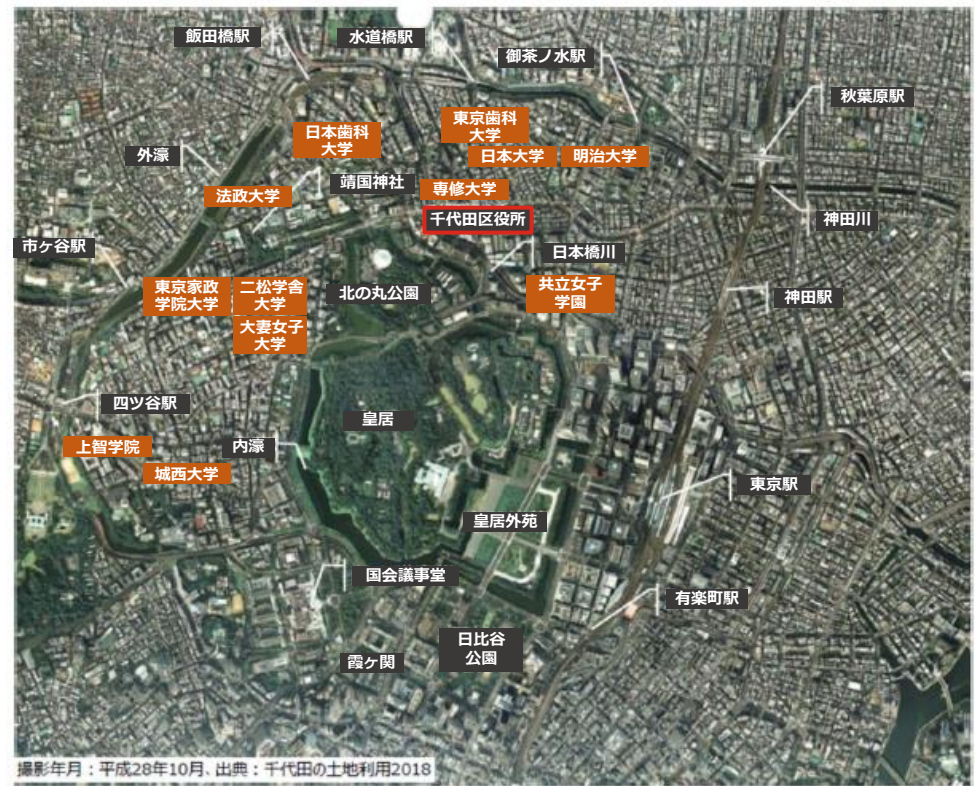 飯田橋駅
水道橋駅
御茶ノ水駅
秋葉原駅
日本歯科
大学
東京歯科
大学
外濠
日本大学
明治大学
法政大学
靖国神社
専修大学
千代田区役所
神田川
市ヶ谷駅
日本橋川
東京家政
学院大学
二松学舎
大学
北の丸公園
共立女子
学園
神田駅
大妻女子
大学
四ツ谷駅
皇居
上智学院
内濠
城西大学
東京駅
皇居外苑
国会議事堂
有楽町駅
日比谷
公園
霞ヶ関
撮影年月：平成28年10月、出典：千代田の土地利用2018